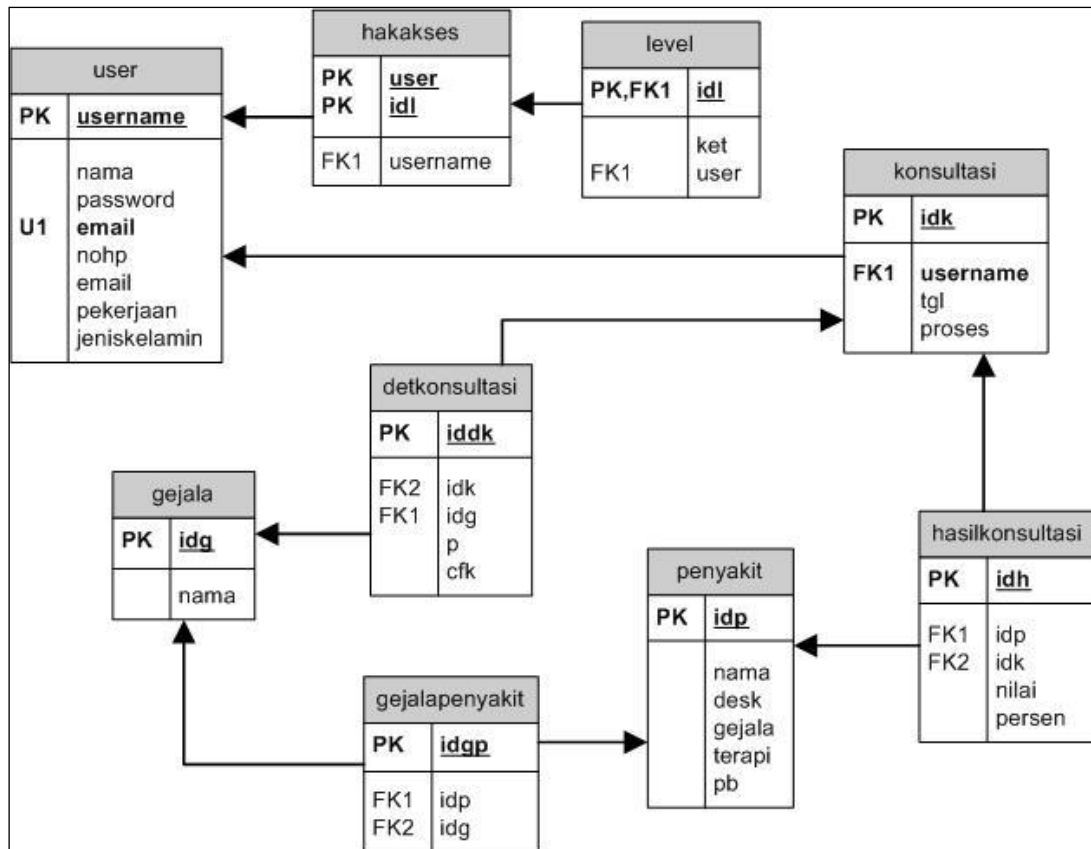 user
PK username
nama
password
U1 email
nohp
email
pekerjaan
jeniskelamin
hakakses
PK user
PK idl
FK1 username
level
PK,FK1 idl
ket
FK1 user
konsultasi
PK idk
FK1 username
tgl
proses
detkonsultasi
PK iddk
FK2 idk
FK1 idg
p
cfk
gejala
PK idg
nama
penyakit
PK idp
nama
desk
gejala
terapi
pb
hasilkonsultasi
PK idh
FK1 idp
FK2 idk
nilai
persen
gejalapenyakit
PK idgp
FK1 idp
FK2 idg